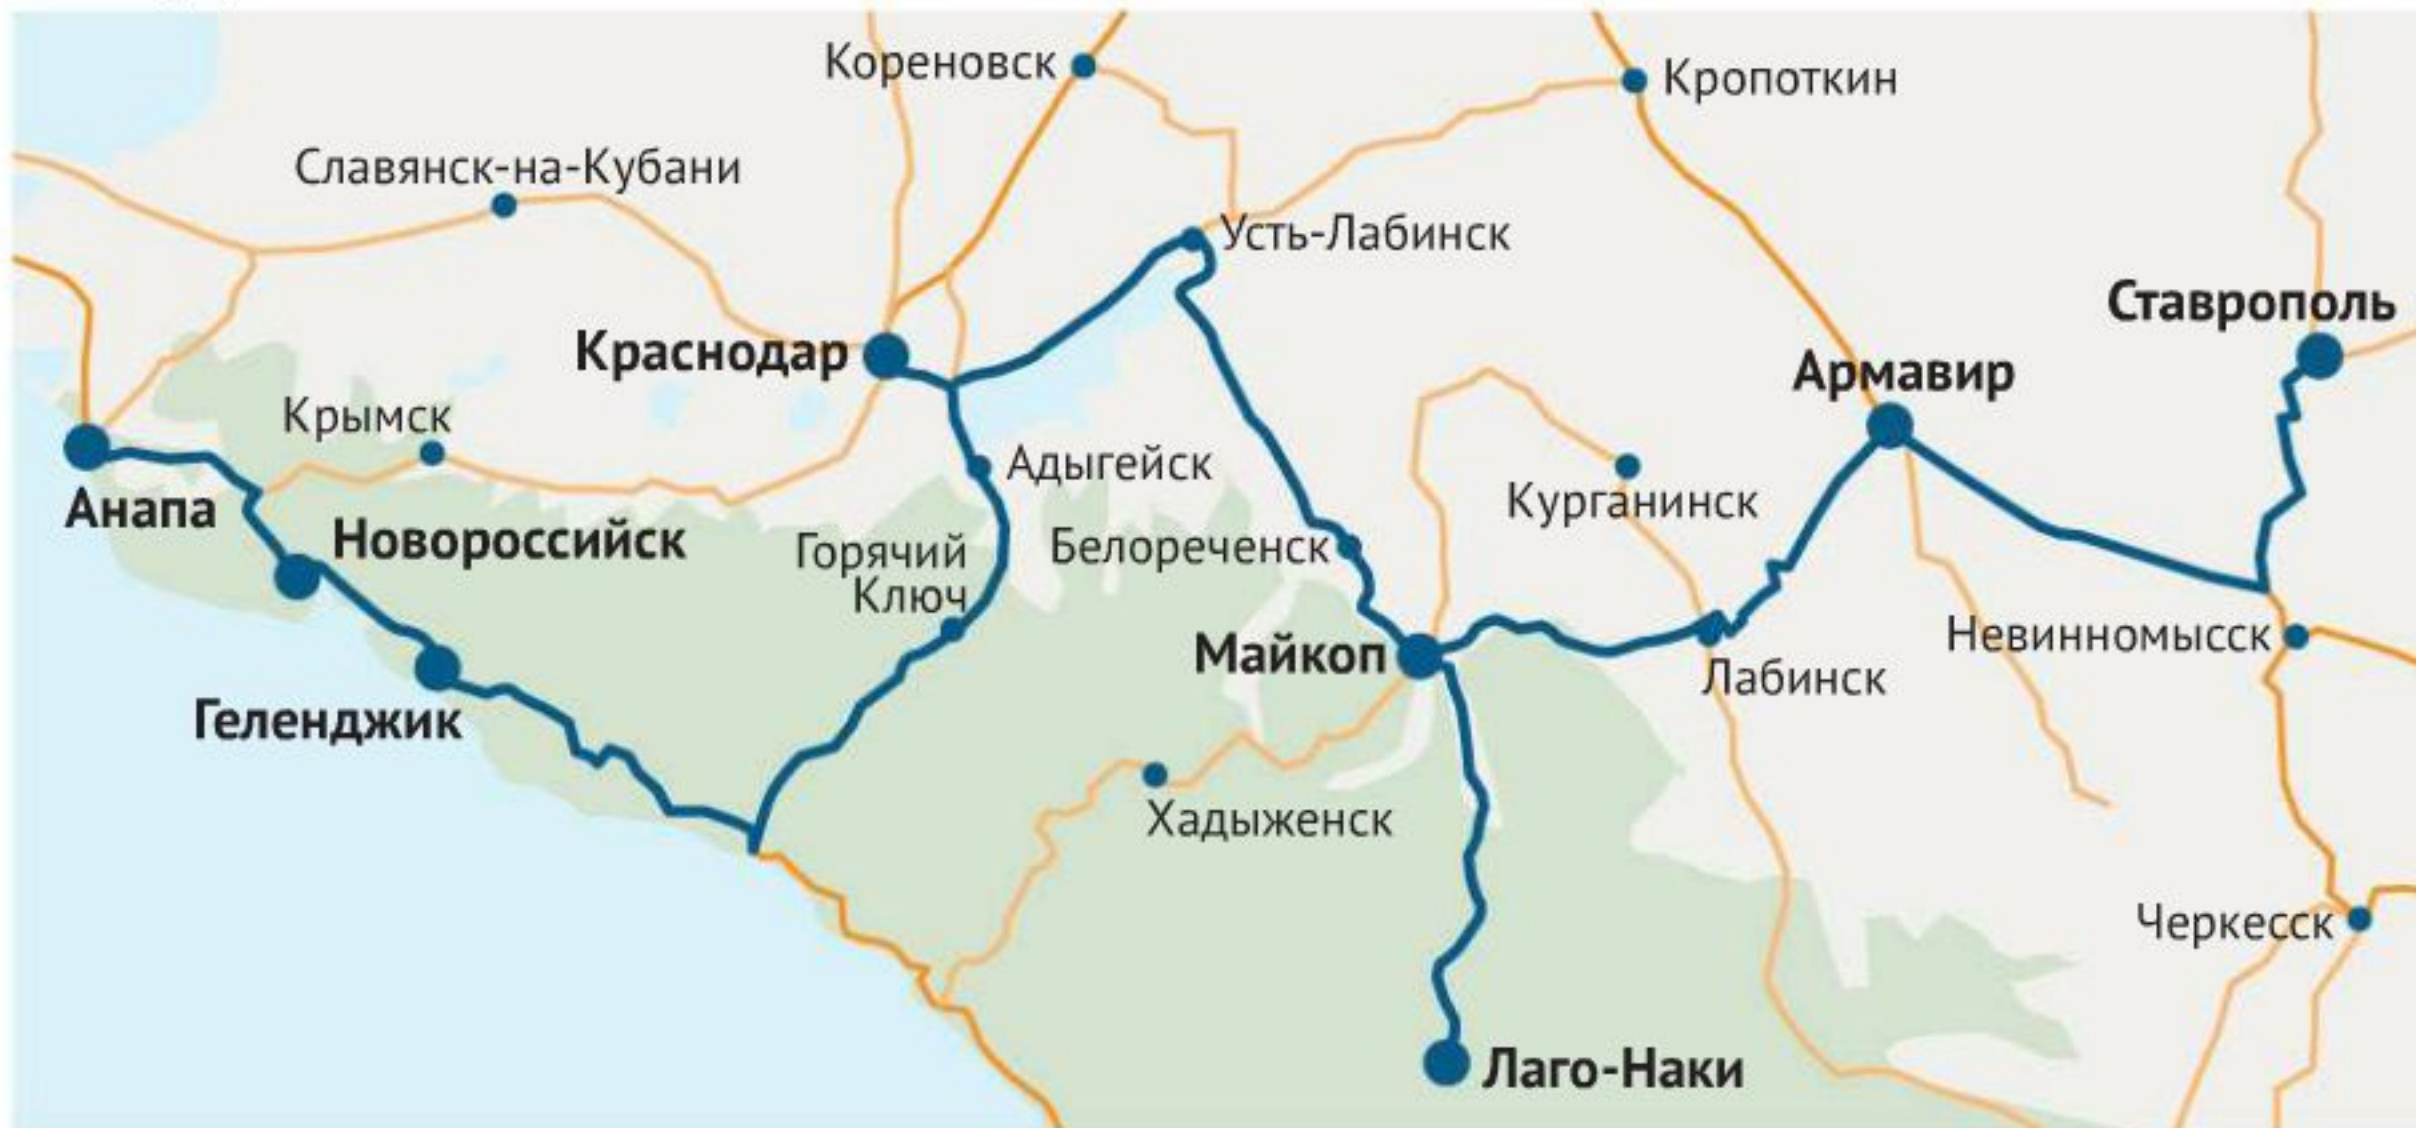 Кореновск
Кропоткин
Славянск-на-Кубани
Усть-Лабинск
Ставрополь
Краснодар
Армавир
Крымск
Адыгейск
Анапа
Курганинск
Новороссийск
Горячий
Ключ
Белореченск
Невинномысск
Майкоп
Лабинск
Геленджик
Хадыженск
Черкесск
Лаго-Наки